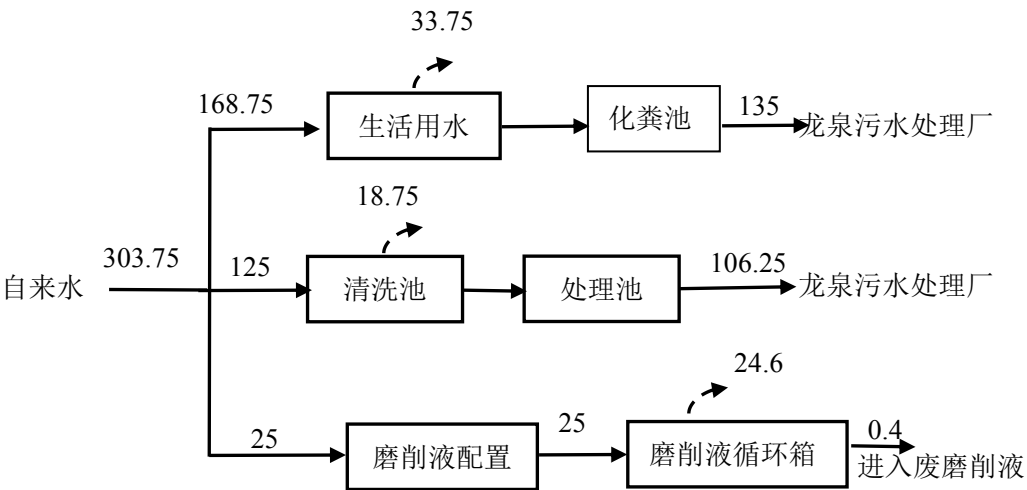 33.75
168.75
生活用水
化粪池
135
龙泉污水处理厂
18.75
自来水
303.75
125
清洗池
处理池
106.25
龙泉污水处理厂
24.6
25
磨削液配置
25
磨削液循环箱
0.4
进入废磨削液